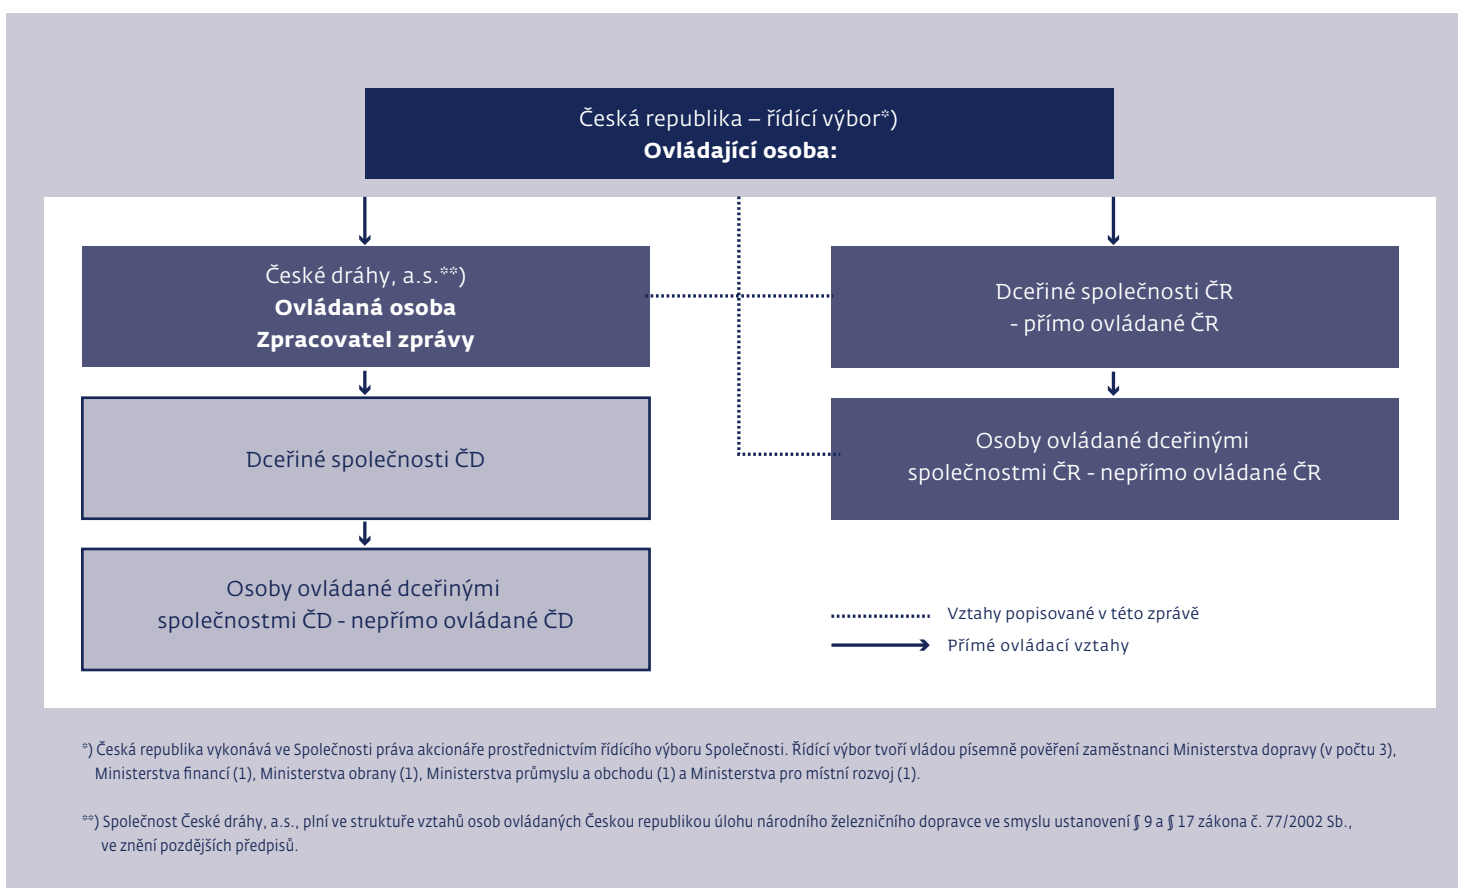 Česká republika – řídící výbor*)
Ovládající osoba:
České dráhy, a.s.**)
Ovládaná osoba
Zpracovatel zprávy
Dceřiné společnosti ČR
- přímo ovládané ČR
Dceřiné společnosti ČD
Osoby ovládané dceřinými
společnostmi ČR - nepřímo ovládané ČR
Osoby ovládané dceřinými
společnostmi ČD - nepřímo ovládané ČD
Vztahy popisované v této zprávě
Přímé ovládací vztahy
*) Česká republika vykonává ve Společnosti práva akcionáře prostřednictvím řídícího výboru Společnosti. Řídící výbor tvoří vládou písemně pověření zaměstnanci Ministerstva dopravy (v počtu 3),
Ministerstva financí (1), Ministerstva obrany (1), Ministerstva průmyslu a obchodu (1) a Ministerstva pro místní rozvoj (1).
**) Společnost České dráhy, a.s., plní ve struktuře vztahů osob ovládaných Českou republikou úlohu národního železničního dopravce ve smyslu ustanovení § 9 a § 17 zákona č. 77/2002 Sb.,
ve znění pozdějších předpisů.